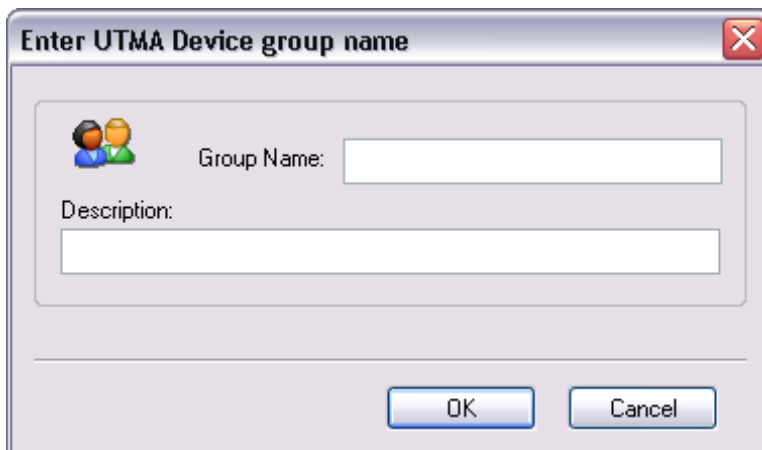 Enter UTMA Device group name
Group Name:
Description:
OK
Cancel